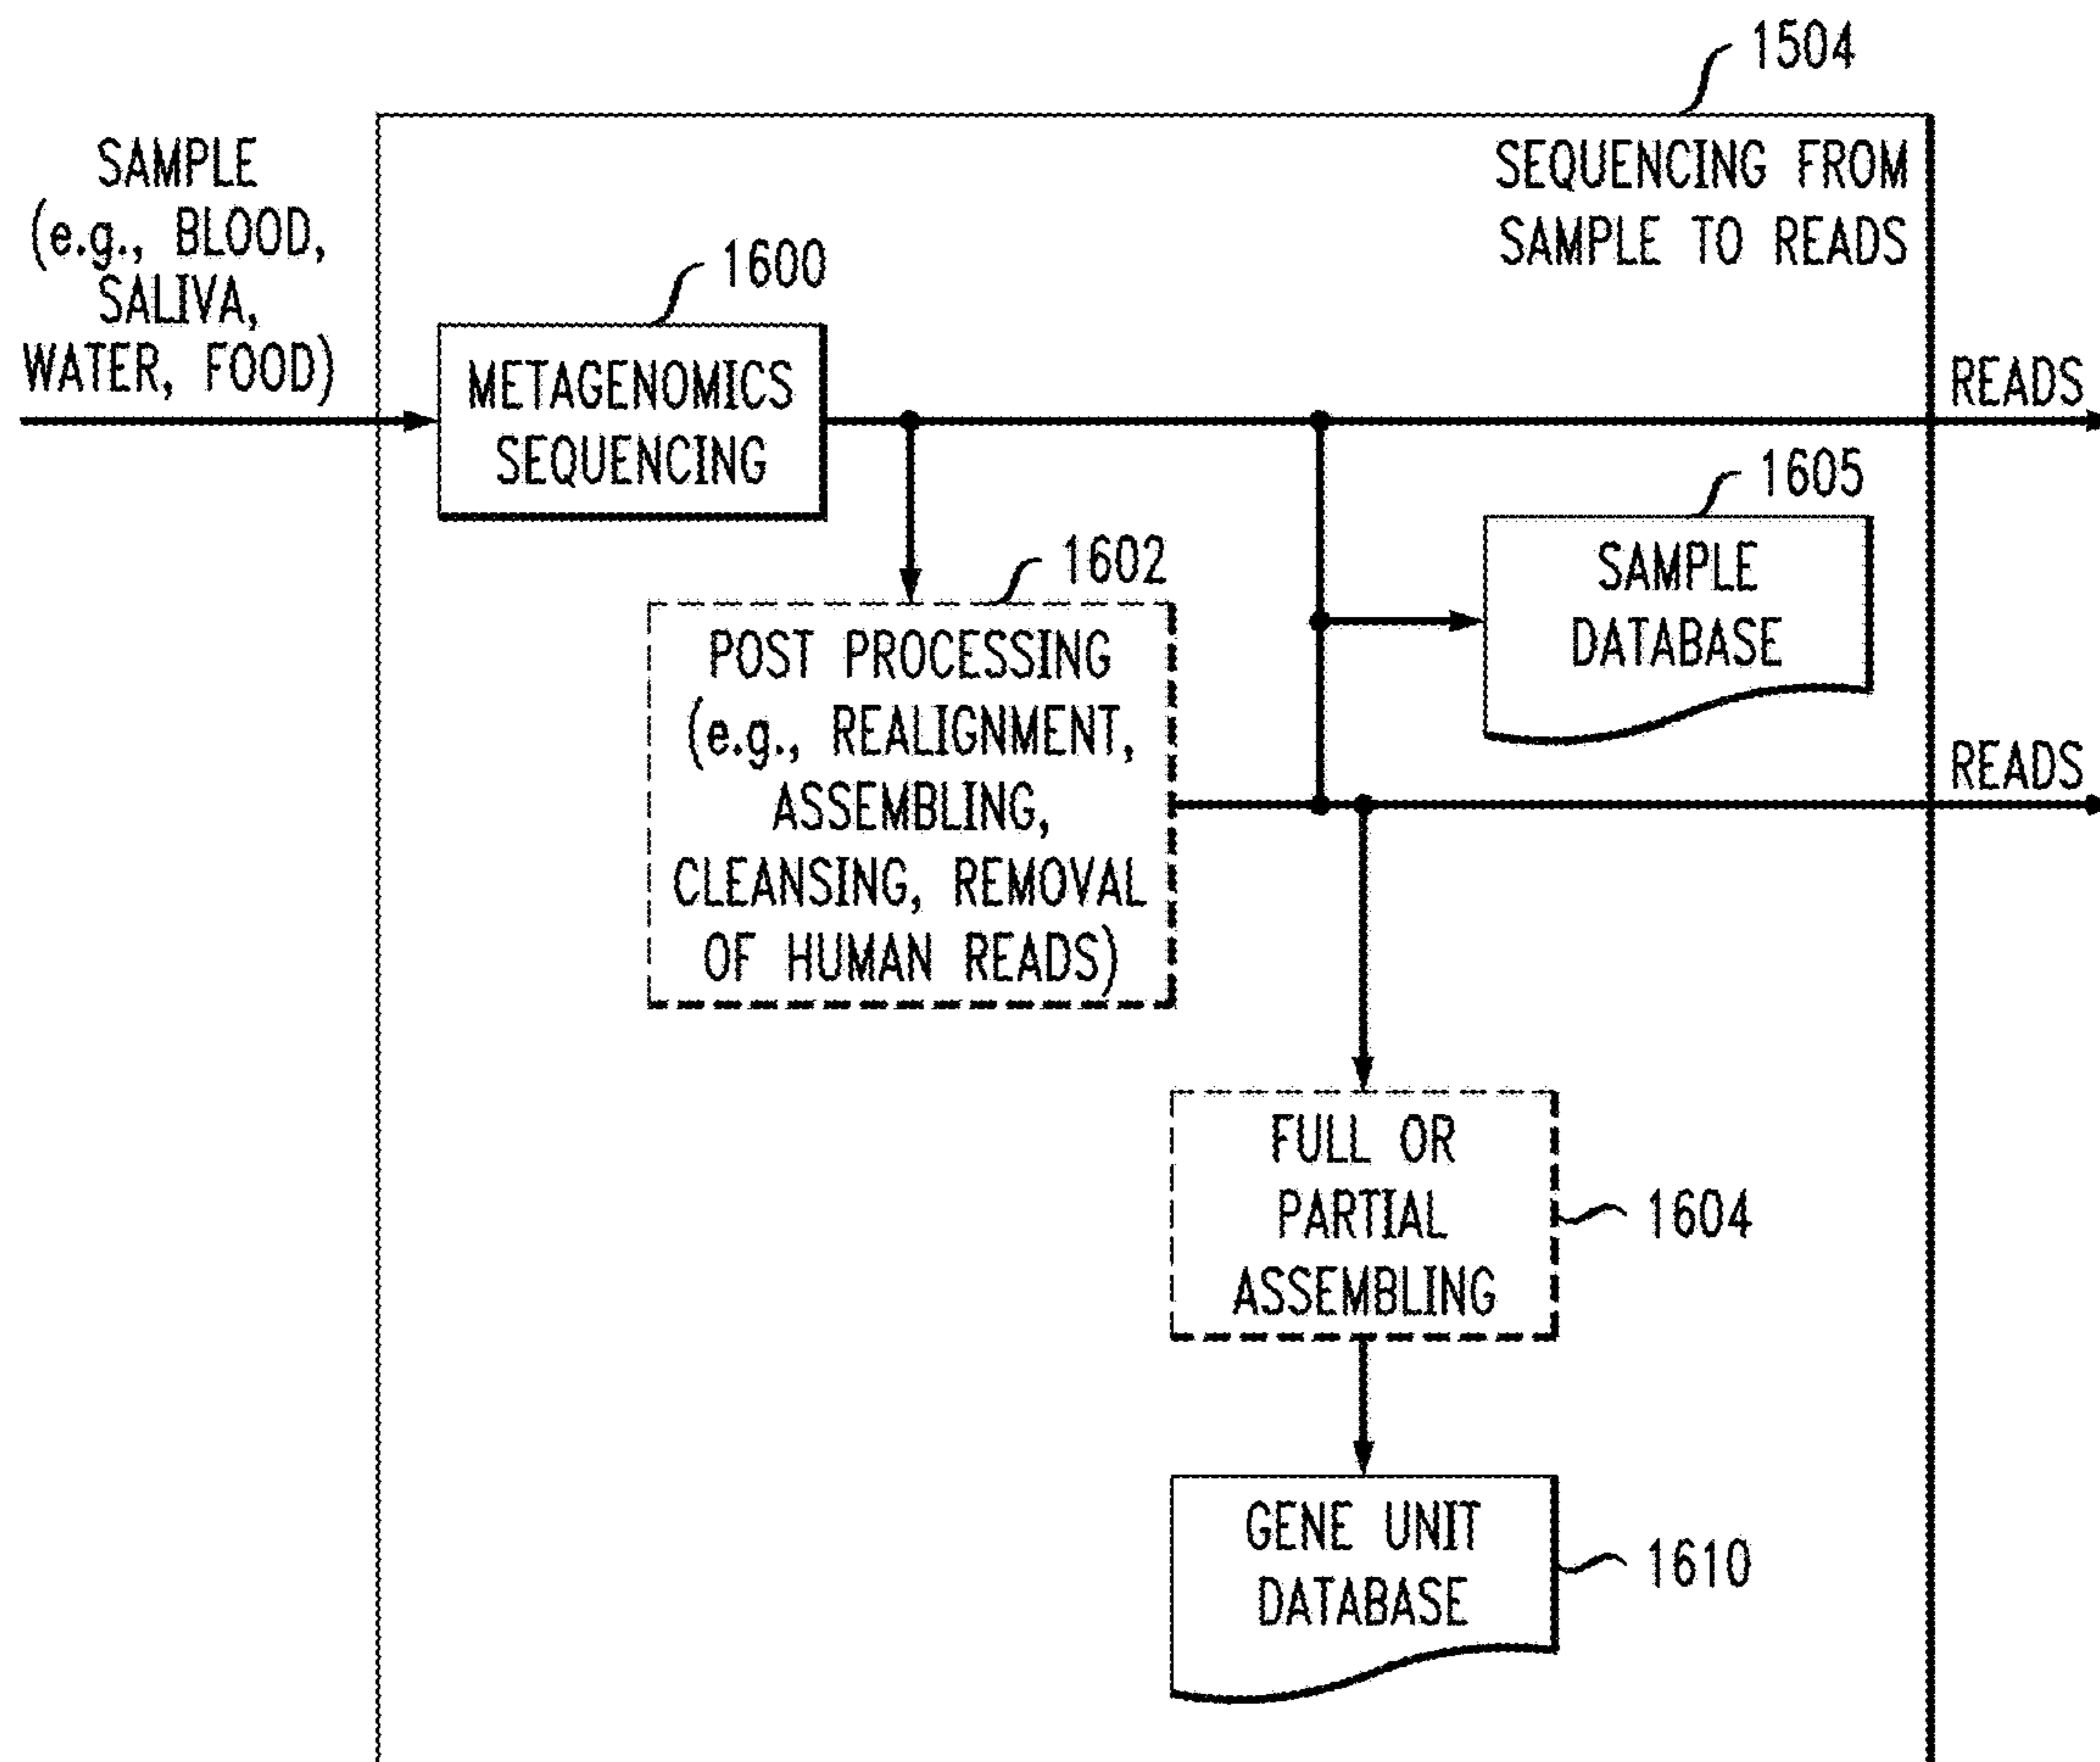 1504
SAMPLE
(e.g., BLOOD,
SALIVA,
WATER, FOOD)
SEQUENCING FROM
SAMPLE TO READS
1600
METAGENOMICS
SEQUENCING
READS
1605
SAMPLE
DATABASE
1602
POST PROCESSING
(e.g., REALIGNMENT,
ASSEMBLING,
CLEANSING, REMOVAL
OF HUMAN READS)
READS
FULL OR
PARTIAL
ASSEMBLING
1604
GENE UNIT
DATABASE
1610